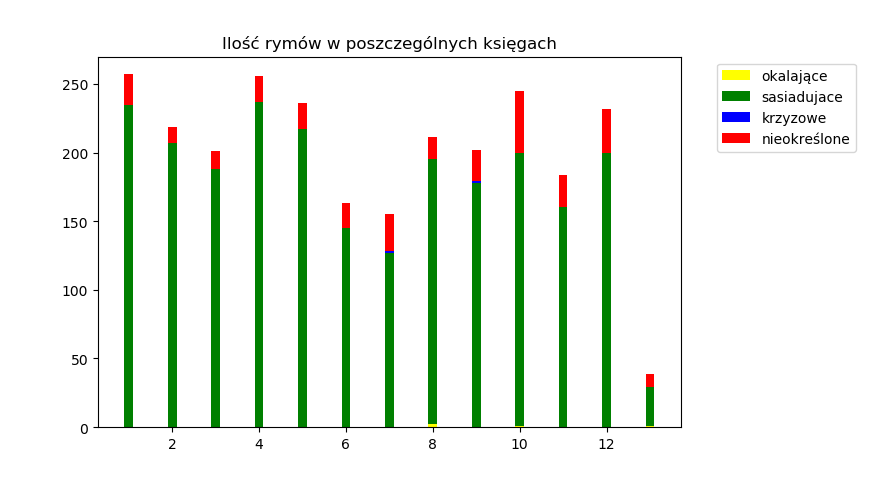 Ilość rymów w poszczególnych księgach
250
200
150
100
50
0
2 4 6 8 10 12
okalające
sasiadujace
krzyzowe
nieokreślone